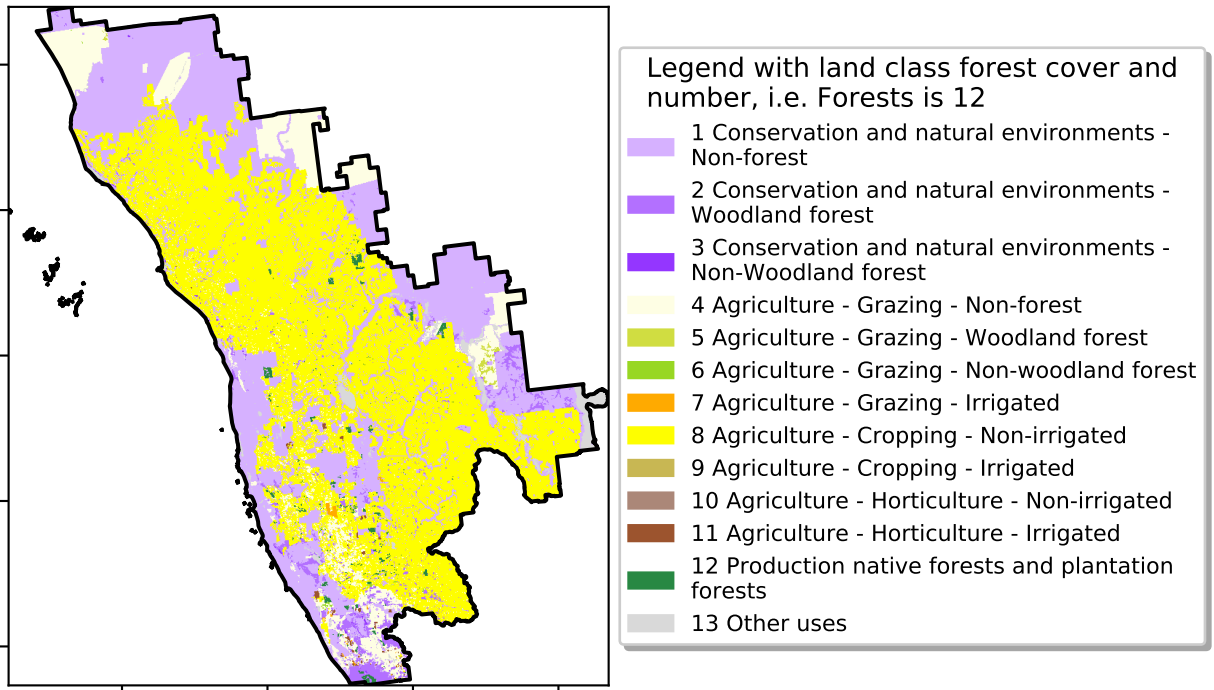 Legend with land class forest cover and
number, i.e. Forests is 12
1 Conservation and natural environments -
Non-forest
2 Conservation and natural environments -
Woodland forest
3 Conservation and natural environments -
Non-Woodland forest
4 Agriculture - Grazing - Non-forest
5 Agriculture - Grazing - Woodland forest
6 Agriculture - Grazing - Non-woodland forest
7 Agriculture - Grazing - Irrigated
8 Agriculture - Cropping - Non-irrigated
9 Agriculture - Cropping - Irrigated
10 Agriculture - Horticulture - Non-irrigated
11 Agriculture - Horticulture - Irrigated
12 Production native forests and plantation
forests
13 Other uses